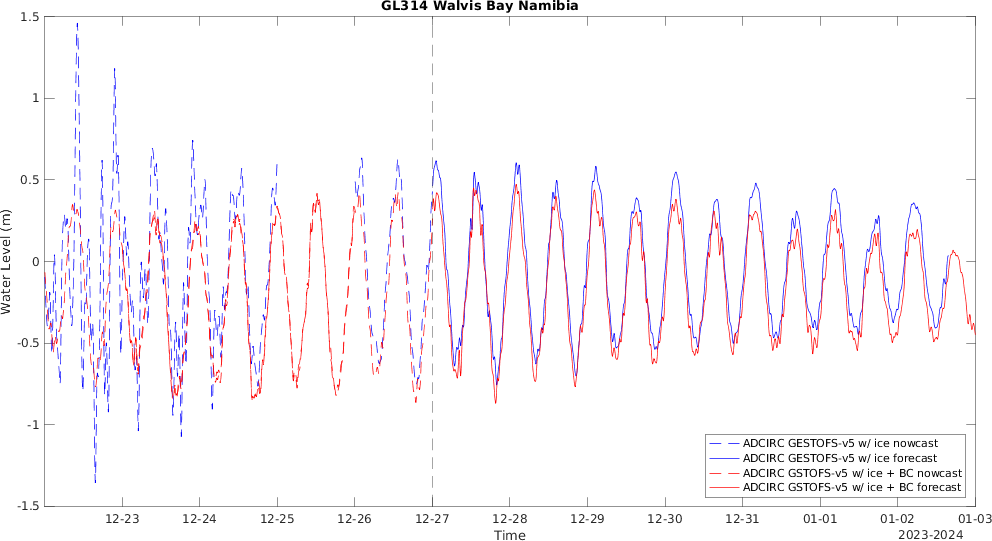 GL314 Walvis Bay Namibia
1.5
1
0.5
0
-0.5
-1
-1.5
Water Level (m)
12-23 12-24 12-25 12-26 12-27 12-28 12-29 12-30 12-31 01-01 01-02 01-03
Time
2023-2024
ADCIRC GESTOFS-v5 w/ ice nowcast
ADCIRC GESTOFS-v5 w/ ice forecast
ADCIRC GSTOFS-v5 w/ ice + BC nowcast
ADCIRC GSTOFS-v5 w/ ice + BC forecast